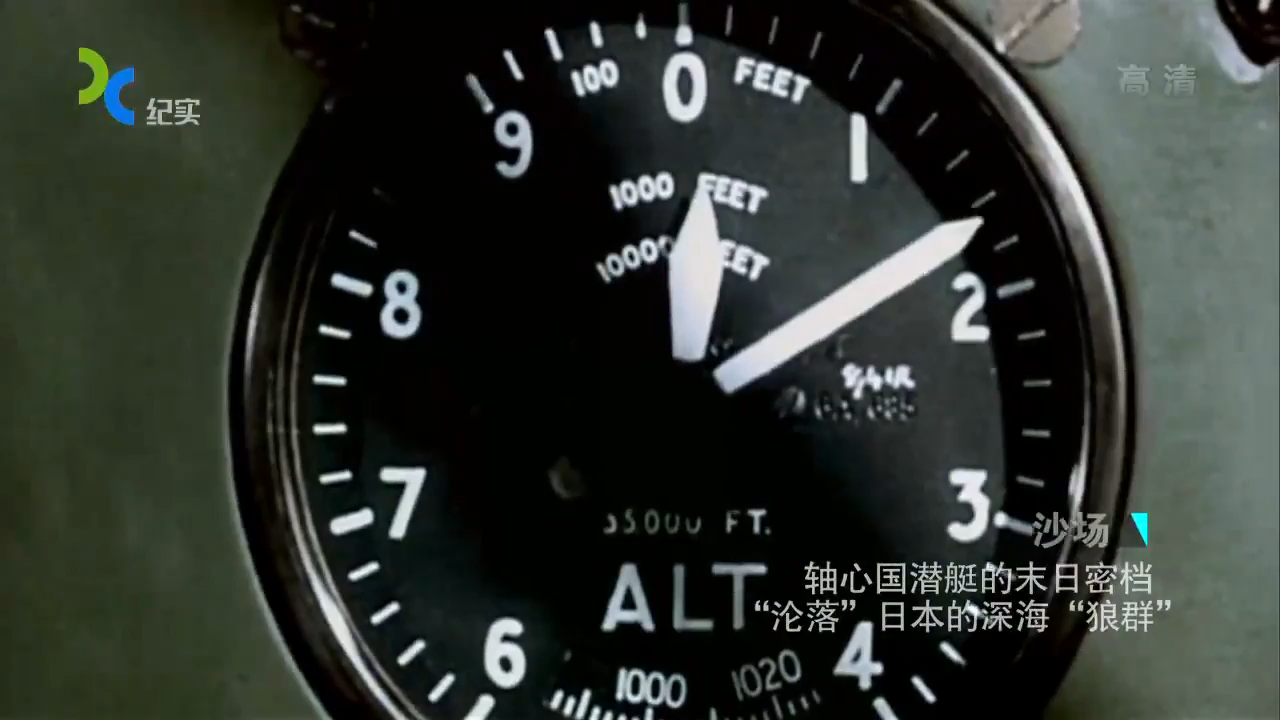 纪实
高清
100 FEET
0
1
2
3
4
6
7
8
9
1000 FEET
10000 FEET
35000 FT.
ALT
1000 1020
沙场
轴心国潜艇的末日密档
“沦落”日本的深海“狼群”